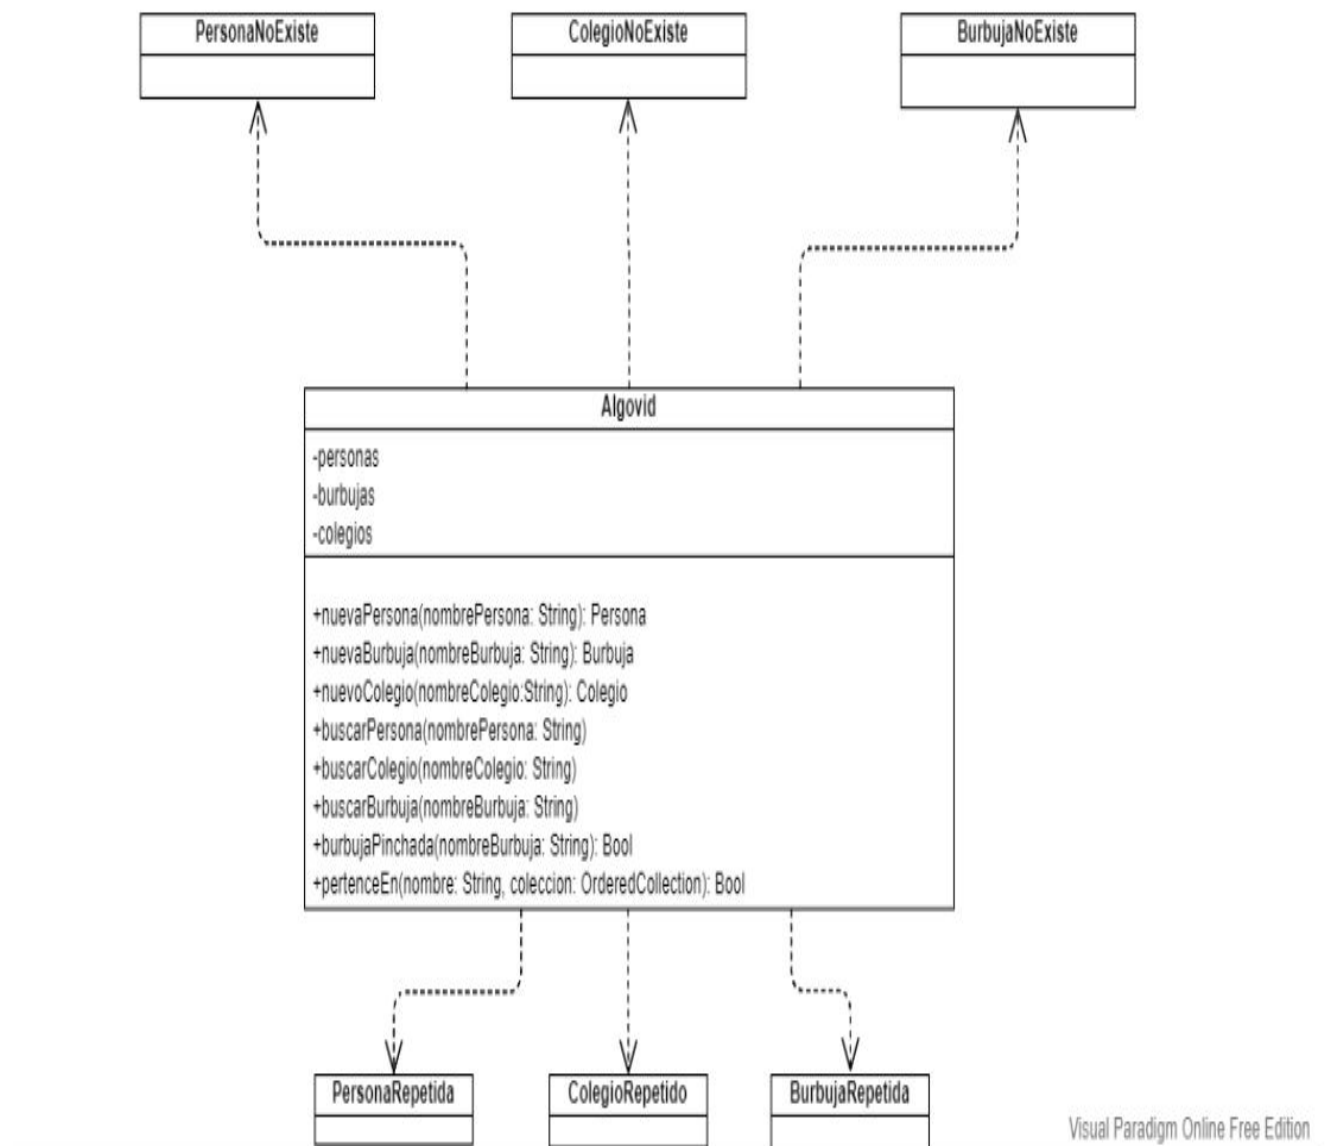 PersonaNoExiste
ColegioNoExiste
BurbujaNoExiste
Algovid
-personas
-burbujas
-colegios
+nuevaPersona(nombrePersona: String): Persona
+nuevaBurbuja(nombreBurbuja: String): Burbuja
+nuevoColegio(nombreColegio:String): Colegio
+buscarPersona(nombrePersona: String)
+buscarColegio(nombreColegio: String)
+buscarBurbuja(nombreBurbuja: String)
+burbujaPinchada(nombreBurbuja: String): Bool
+pertenceEn(nombre: String, coleccion: OrderedCollection): Bool
PersonaRepetida
ColegioRepetido
BurbujaRepetida
Visual Paradigm Online Free Edition